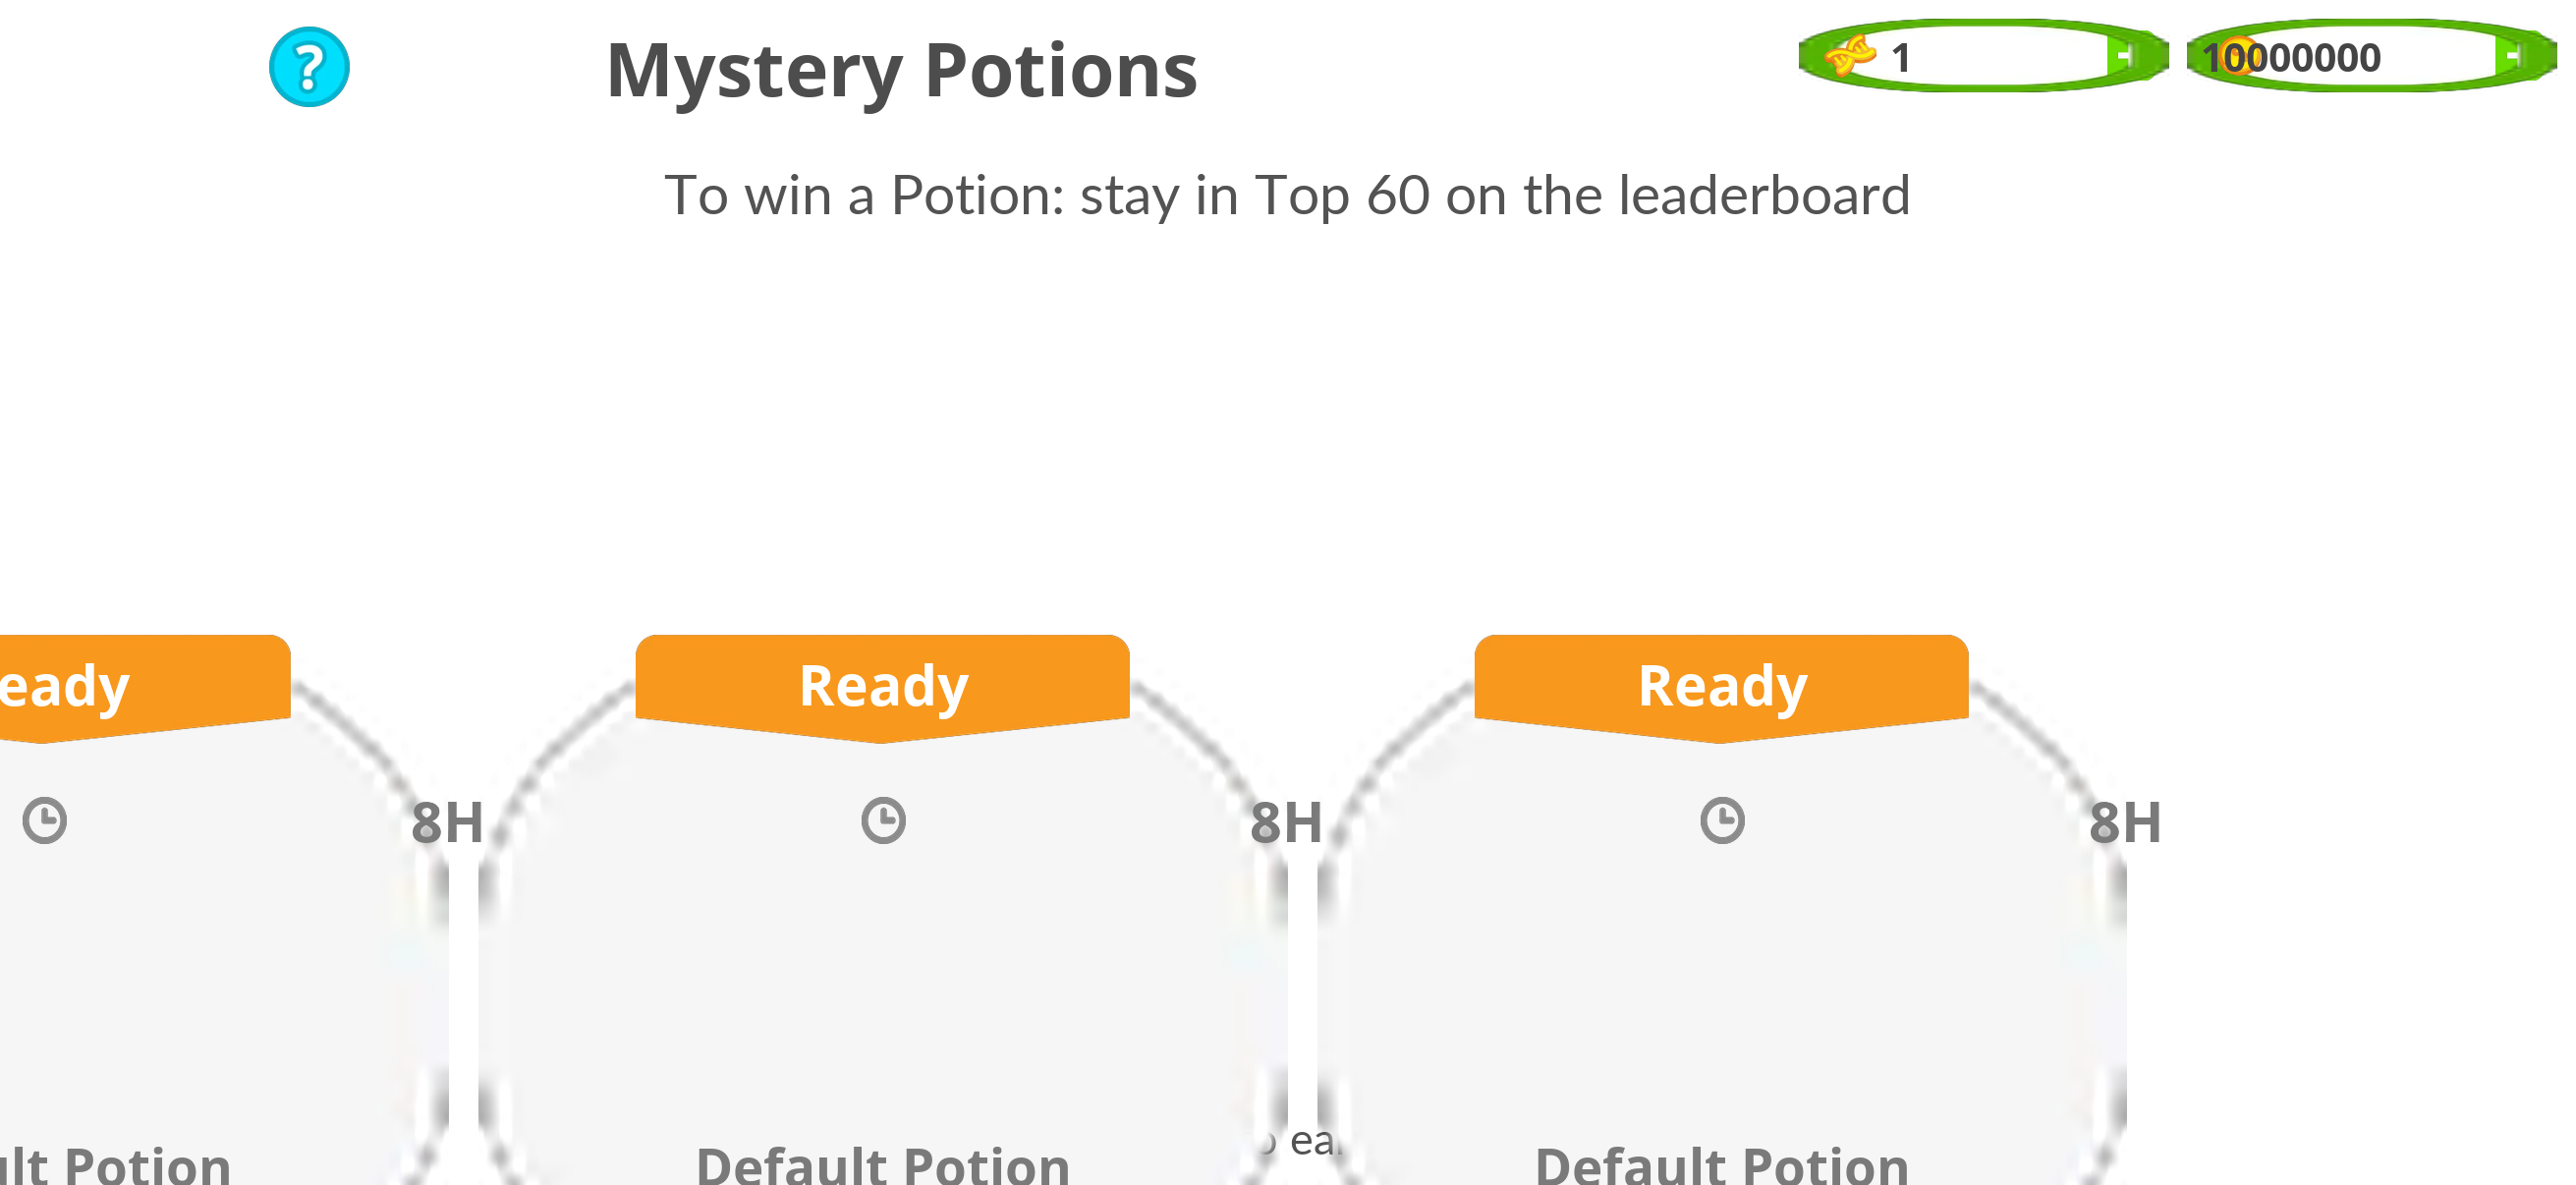 ?
Mystery Potions
1
10000000
To win a Potion: stay in Top 60 on the leaderboard
eady
Ready
Ready
8H
8H
8H
ult Potion
Default Potion
Default Potion